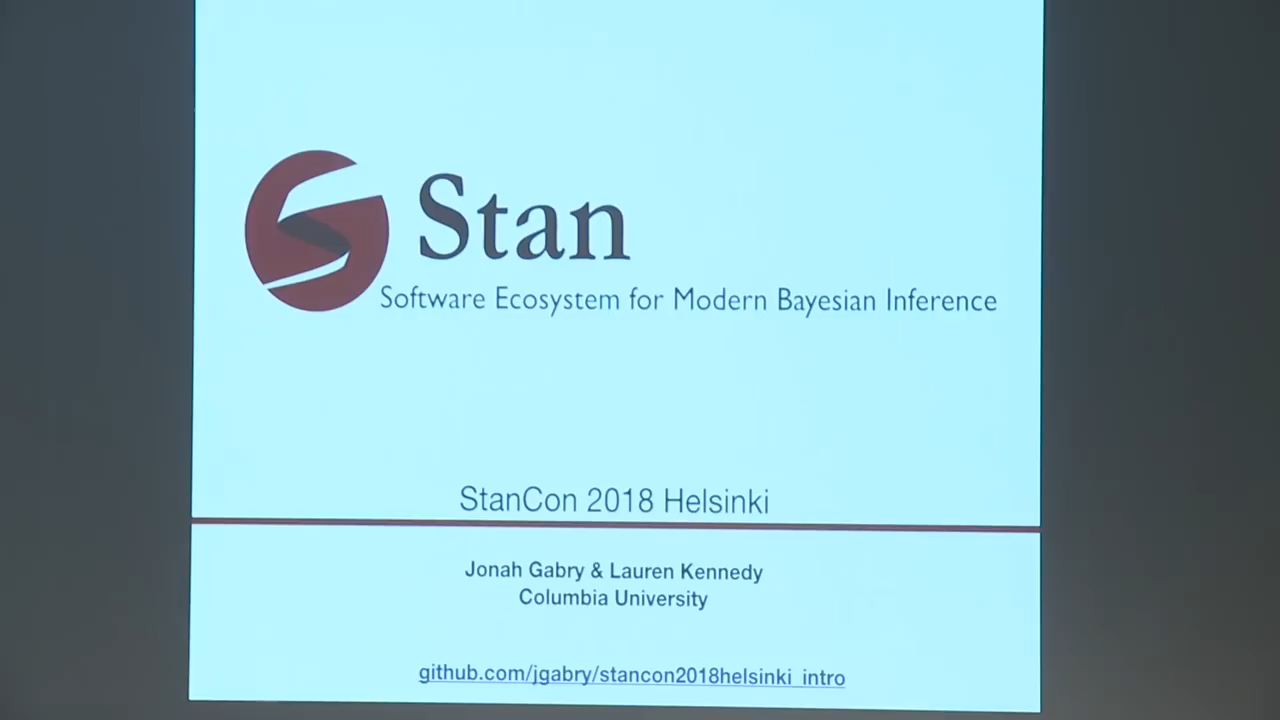 Stan
Software Ecosystem for Modern Bayesian Inference
StanCon 2018 Helsinki
Jonah Gabry & Lauren Kennedy
Columbia University
github.com/jgabry/stancon2018helsinki_intro